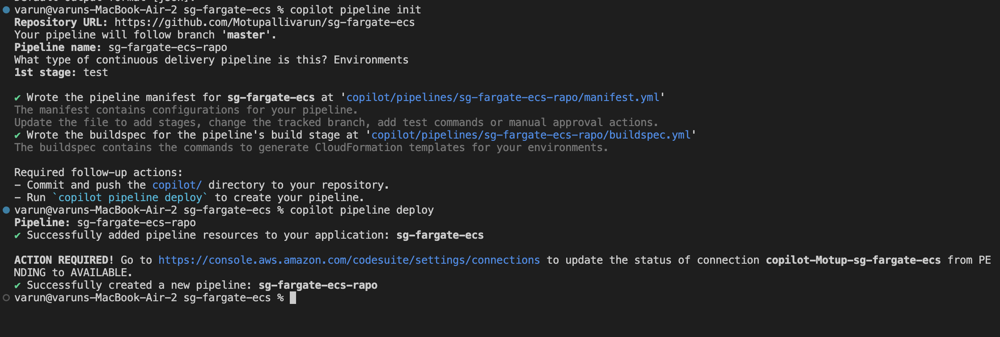 Default output format [json]:
varun@varuns-MacBook-Air-2 sg-fargate-ecs % copilot pipeline init
Repository URL: https://github.com/Motupallivarun/sg-fargate-ecs
Your pipeline will follow branch 'master'.
Pipeline name: sg-fargate-ecs-rapo
What type of continuous delivery pipeline is this? Environments
1st stage: test
✔ Wrote the pipeline manifest for sg-fargate-ecs at 'copilot/pipelines/sg-fargate-ecs-rapo/manifest.yml'
The manifest contains configurations for your pipeline.
Update the file to add stages, change the tracked branch, add test commands or manual approval actions.
✔ Wrote the buildspec for the pipeline's build stage at 'copilot/pipelines/sg-fargate-ecs-rapo/buildspec.yml'
The buildspec contains the commands to generate CloudFormation templates for your environments.
Required follow-up actions:
- Commit and push the copilot/ directory to your repository.
- Run `copilot pipeline deploy` to create your pipeline.
varun@varuns-MacBook-Air-2 sg-fargate-ecs % copilot pipeline deploy
Pipeline: sg-fargate-ecs-rapo
✔ Successfully added pipeline resources to your application: sg-fargate-ecs
ACTION REQUIRED! Go to https://console.aws.amazon.com/codesuite/settings/connections to update the status of connection copilot-Motup-sg-fargate-ecs from PE
NDING to AVAILABLE.
✔ Successfully created a new pipeline: sg-fargate-ecs-rapo
varun@varuns-MacBook-Air-2 sg-fargate-ecs %